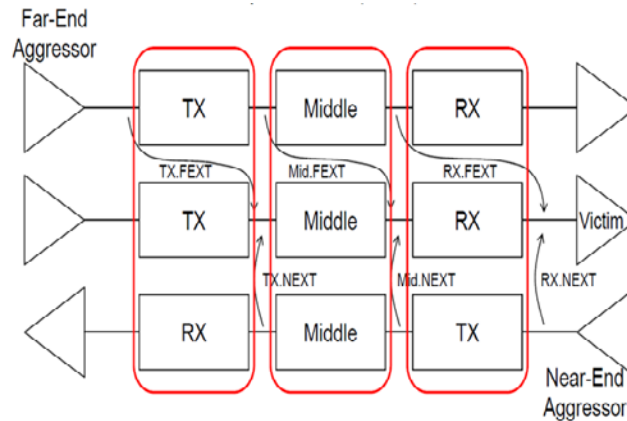 Far-End
Aggressor
TX
Middle
RX
TX.FEXT
Mid.FEXT
RX.FEXT
TX
Middle
RX
Victim
TX.NEXT
Mid.NEXT
RX.NEXT
RX
Middle
TX
Near-End
Aggressor